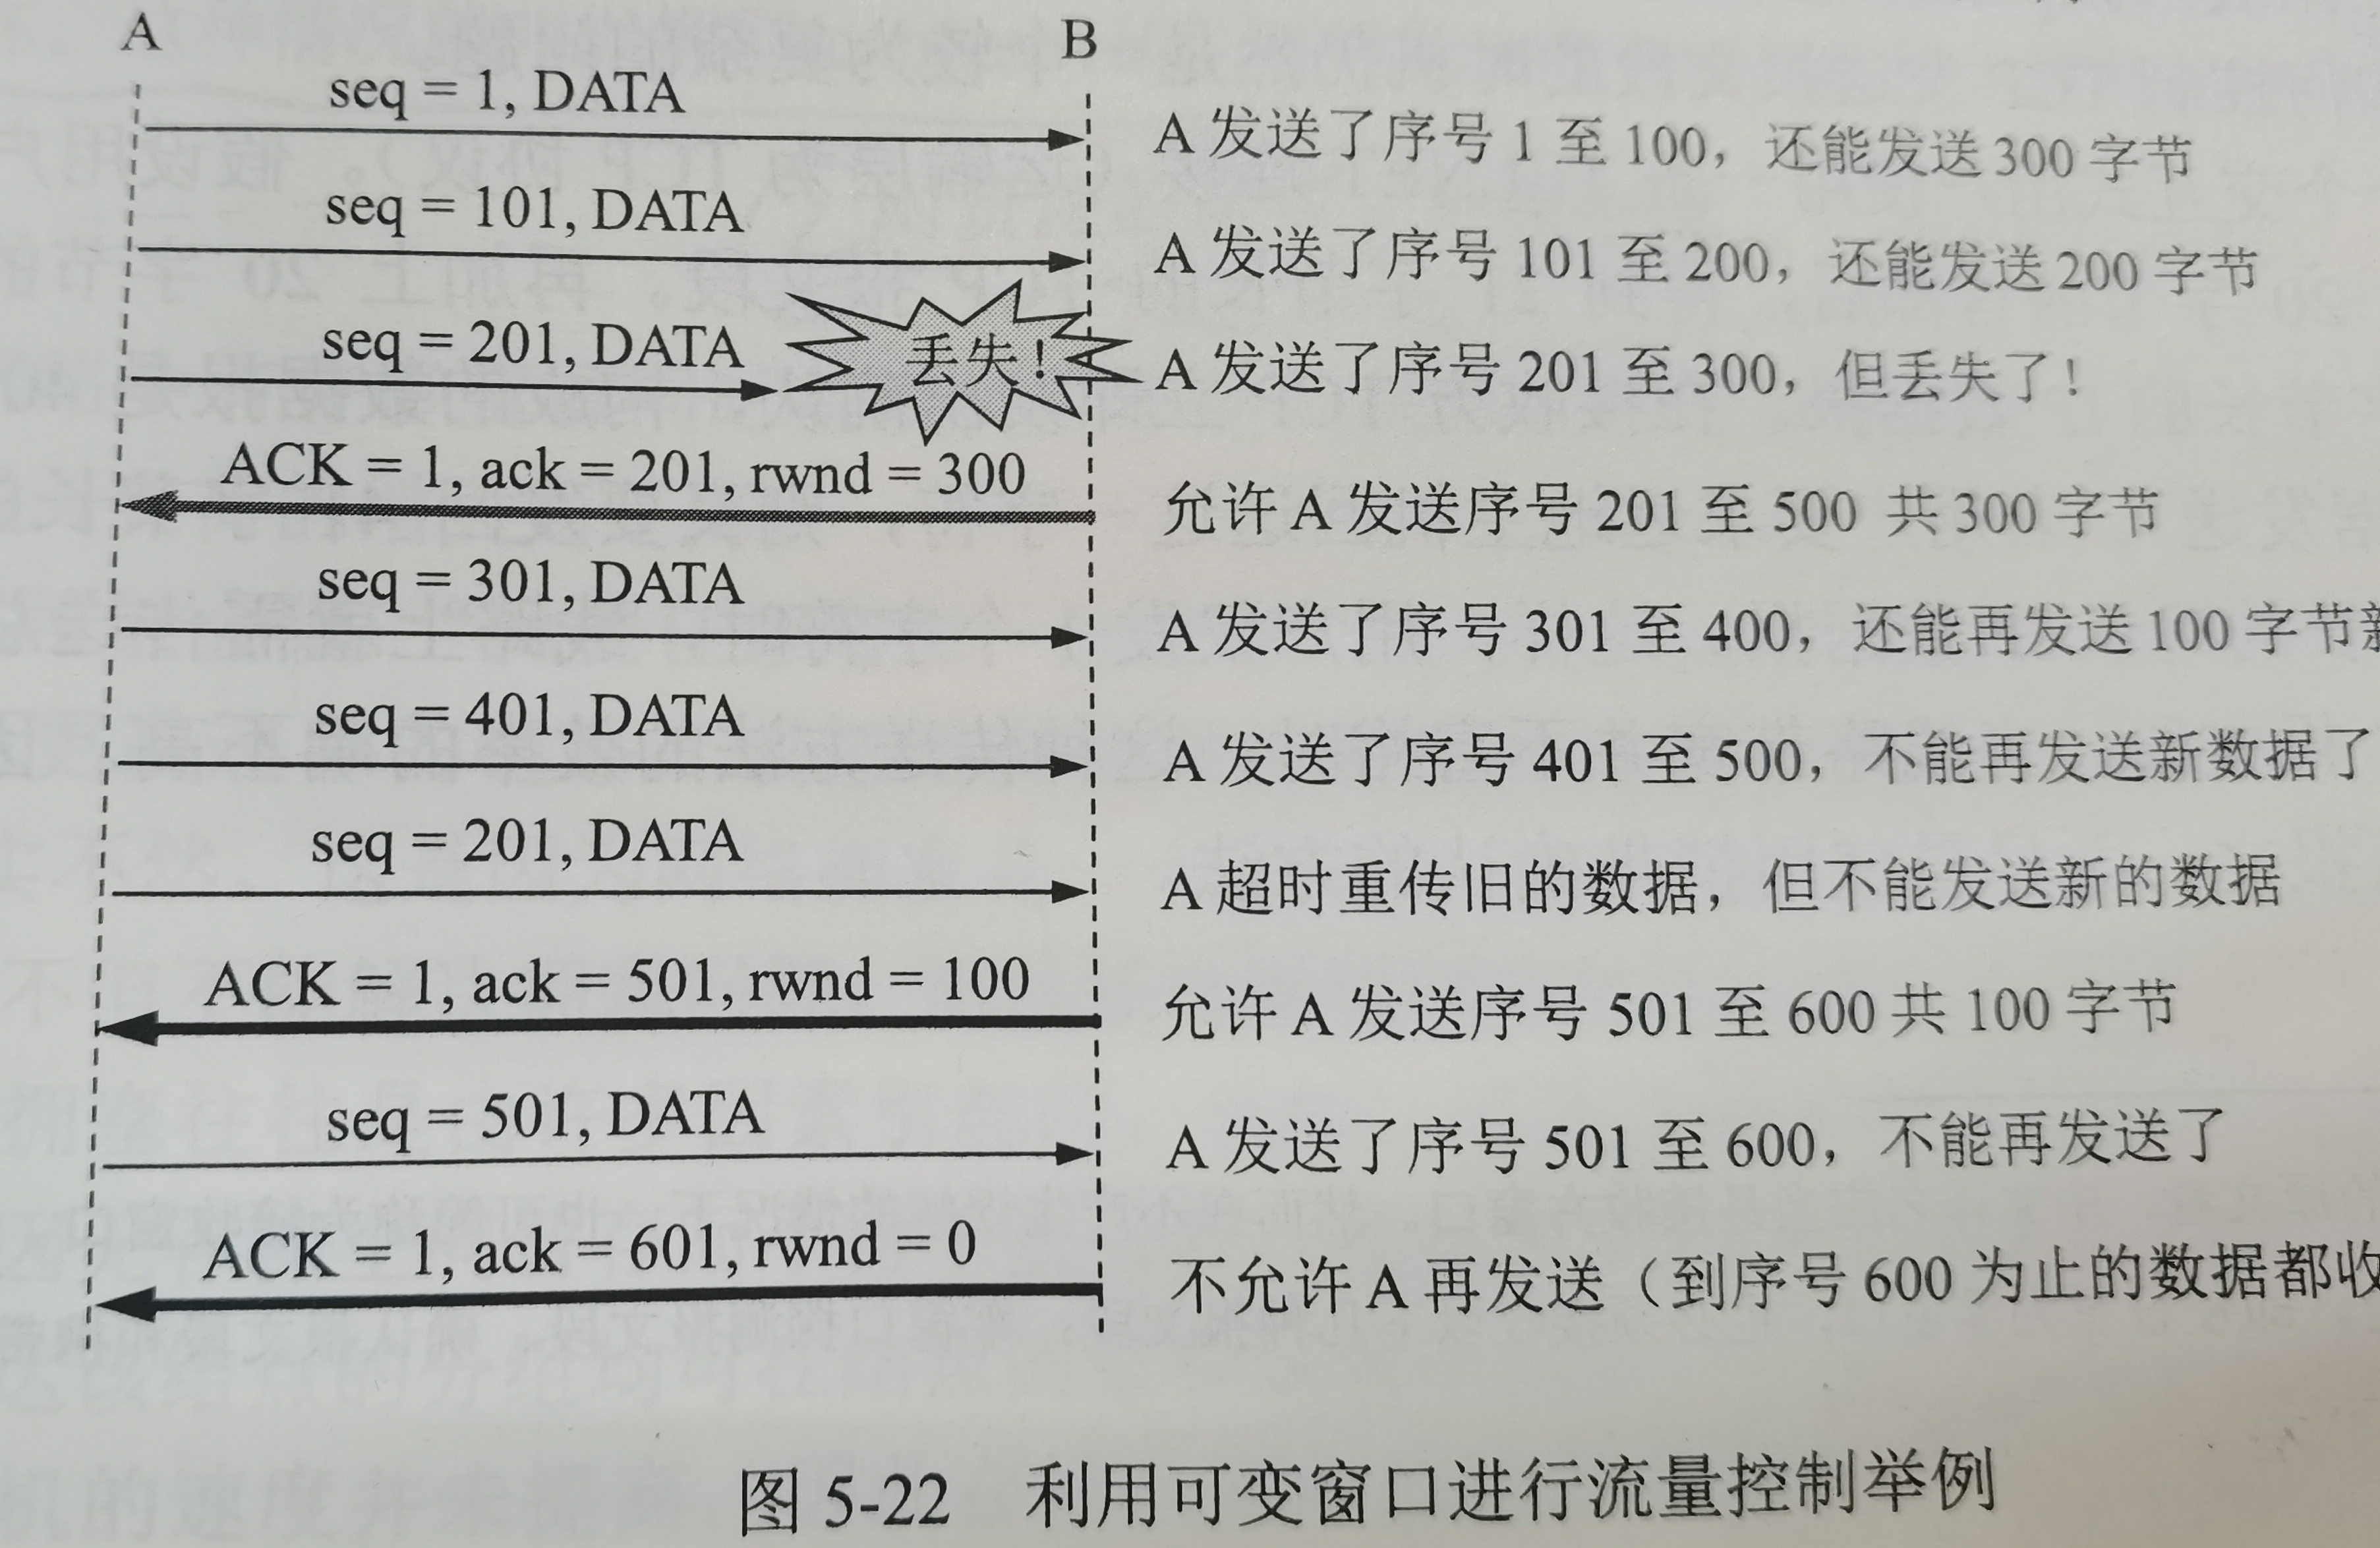 A
B
seq = 1, DATA
A 发送了序号 1 至 100，还能发送 300 字节
seq = 101, DATA
A 发送了序号 101 至 200，还能发送 200 字节
seq = 201, DATA
丢失！
A 发送了序号 201 至 300，但丢失了！
ACK = 1, ack = 201, rwnd = 300
允许 A 发送序号 201 至 500 共 300 字节
seq = 301, DATA
A 发送了序号 301 至 400，还能再发送 100 字节新
seq = 401, DATA
A 发送了序号 401 至 500，不能再发送新数据了
seq = 201, DATA
A 超时重传旧的数据，但不能发送新的数据
ACK = 1, ack = 501, rwnd = 100
允许 A 发送序号 501 至 600 共 100 字节
seq = 501, DATA
A 发送了序号 501 至 600，不能再发送了
ACK = 1, ack = 601, rwnd = 0
不允许 A 再发送（到序号 600 为止的数据都收
图 5-22 利用可变窗口进行流量控制举例